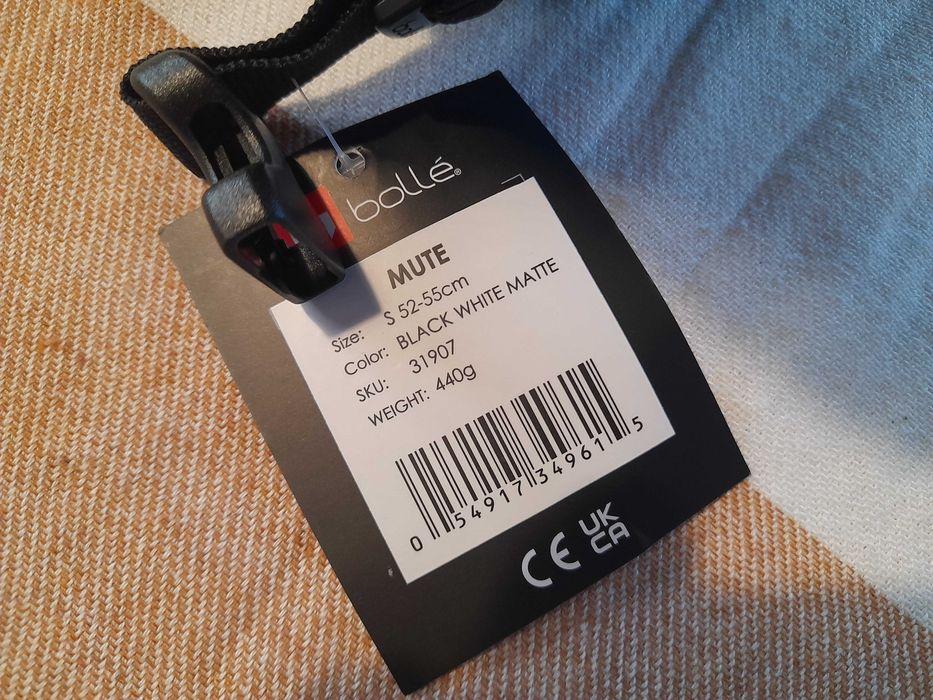 bollé®
MUTE
Size: S 52-55cm
Color: BLACK WHITE MATTE
SKU: 31907
WEIGHT: 440g
0 54917 34961 5
CE UK
CA